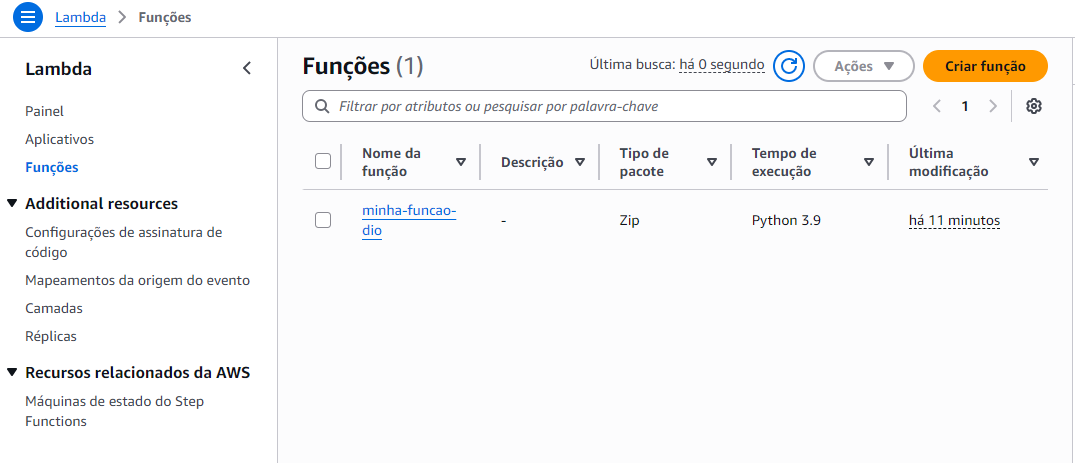 Lambda > Funções
Lambda
Painel
Aplicativos
Funções
Additional resources
Configurações de assinatura de
código
Mapeamentos da origem do evento
Camadas
Réplicas
Recursos relacionados da AWS
Máquinas de estado do Step
Functions
Funções (1)
Última busca: há 0 segundo
Ações
Criar função
Filtrar por atributos ou pesquisar por palavra-chave
1
Nome da
função
Descrição
Tipo de
pacote
Tempo de
execução
Última
modificação
minha-funcao-
dio
-
Zip
Python 3.9
há 11 minutos